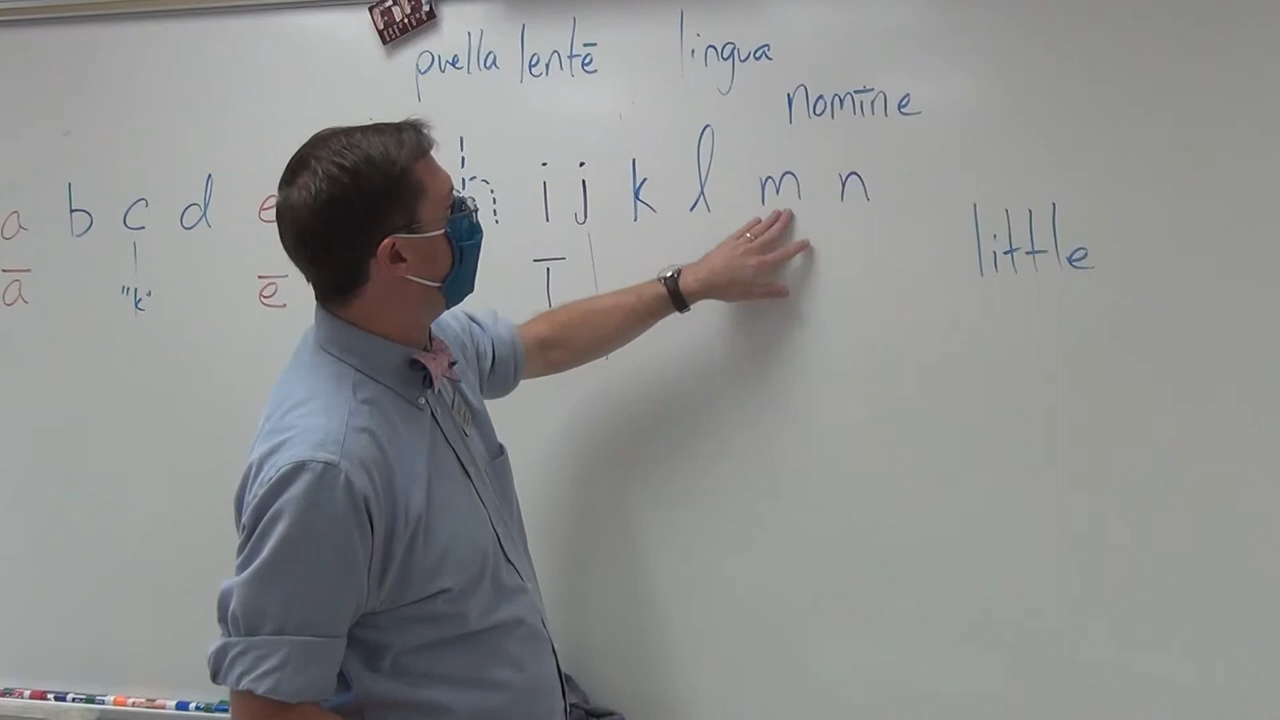 puella lentē lingua
nomīne
a b c d e h i j k l m n
little
ā "k" ē ī